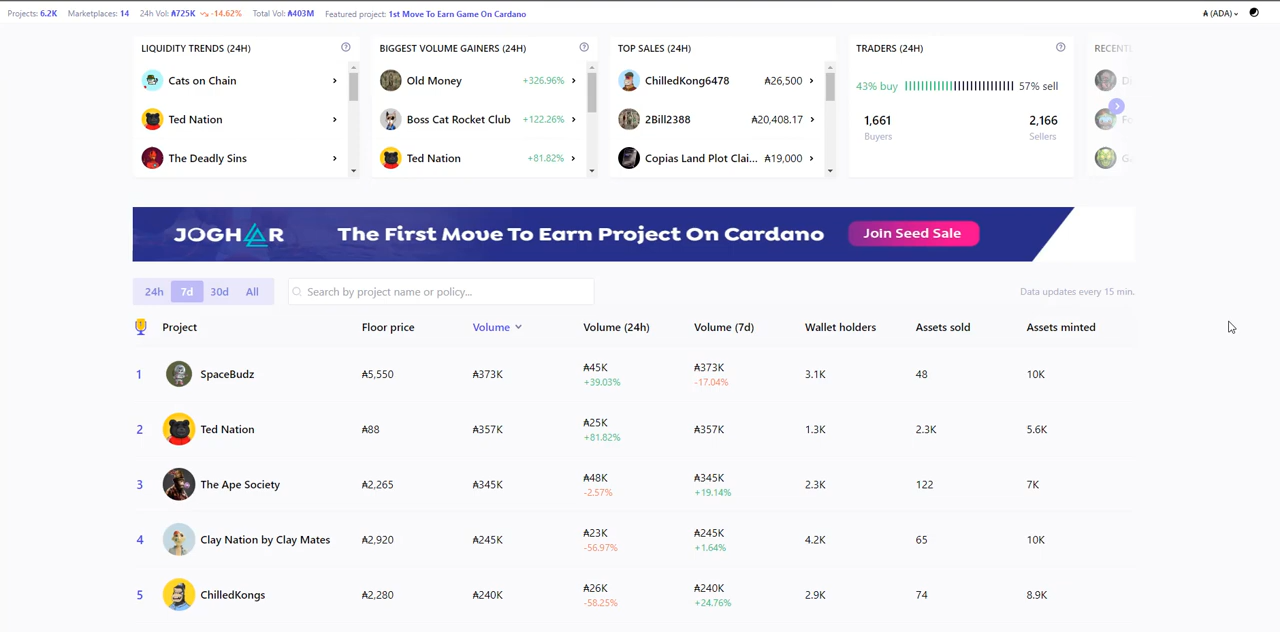 Projects: 6.2K Marketplaces: 14 24h Vol: ₳725K -14.62% Total Vol: ₳403M Featured project: 1st Move To Earn Game On Cardano ₳ (ADA)
LIQUIDITY TRENDS (24H)
Cats on Chain
Ted Nation
The Deadly Sins
BIGGEST VOLUME GAINERS (24H)
Old Money +326.96%
Boss Cat Rocket Club +122.26%
Ted Nation +81.82%
TOP SALES (24H)
ChilledKong6478 ₳26,500
2Bill2388 ₳20,408.17
Copias Land Plot Clai... ₳19,000
TRADERS (24H)
43% buy 57% sell
1,661 2,166
Buyers Sellers
JOGHAR The First Move To Earn Project On Cardano Join Seed Sale
24h 7d 30d All Search by project name or policy... Data updates every 15 min.
Project Floor price Volume Volume (24h) Volume (7d) Wallet holders Assets sold Assets minted
1 SpaceBudz ₳5,550 ₳373K ₳45K ₳373K 3.1K 48 10K
+39.03% -17.04%
2 Ted Nation ₳88 ₳357K ₳25K ₳357K 1.3K 2.3K 5.6K
+81.82%
3 The Ape Society ₳2,265 ₳345K ₳48K ₳345K 2.3K 122 7K
-2.57% +19.14%
4 Clay Nation by Clay Mates ₳2,920 ₳245K ₳23K ₳245K 4.2K 65 10K
-56.97% +1.64%
5 ChilledKongs ₳2,280 ₳240K ₳26K ₳240K 2.9K 74 8.9K
-58.25% +24.76%